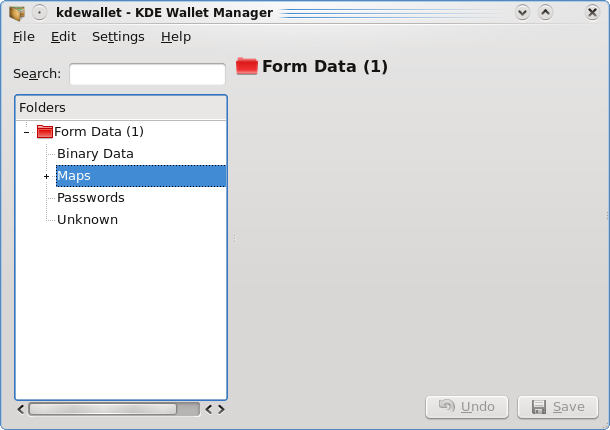 kdewallet - KDE Wallet Manager
File Edit Settings Help
Search:
Form Data (1)
Folders
Form Data (1)
Binary Data
Maps
Passwords
Unknown
Undo Save